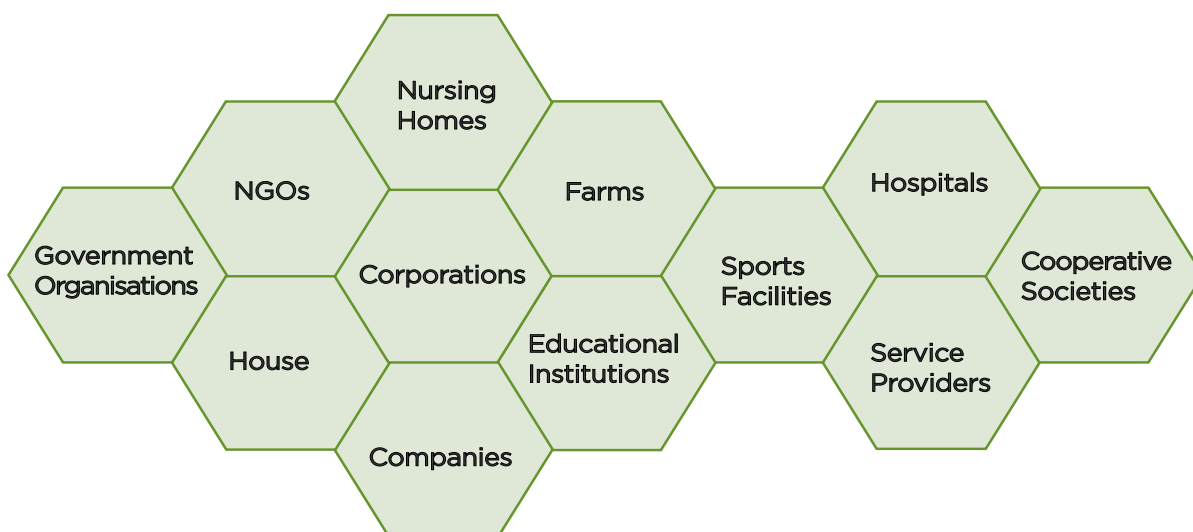 Nursing
Homes
NGOs
Farms
Hospitals
Government
Organisations
Corporations
Sports
Facilities
Cooperative
Societies
House
Educational
Institutions
Service
Providers
Companies